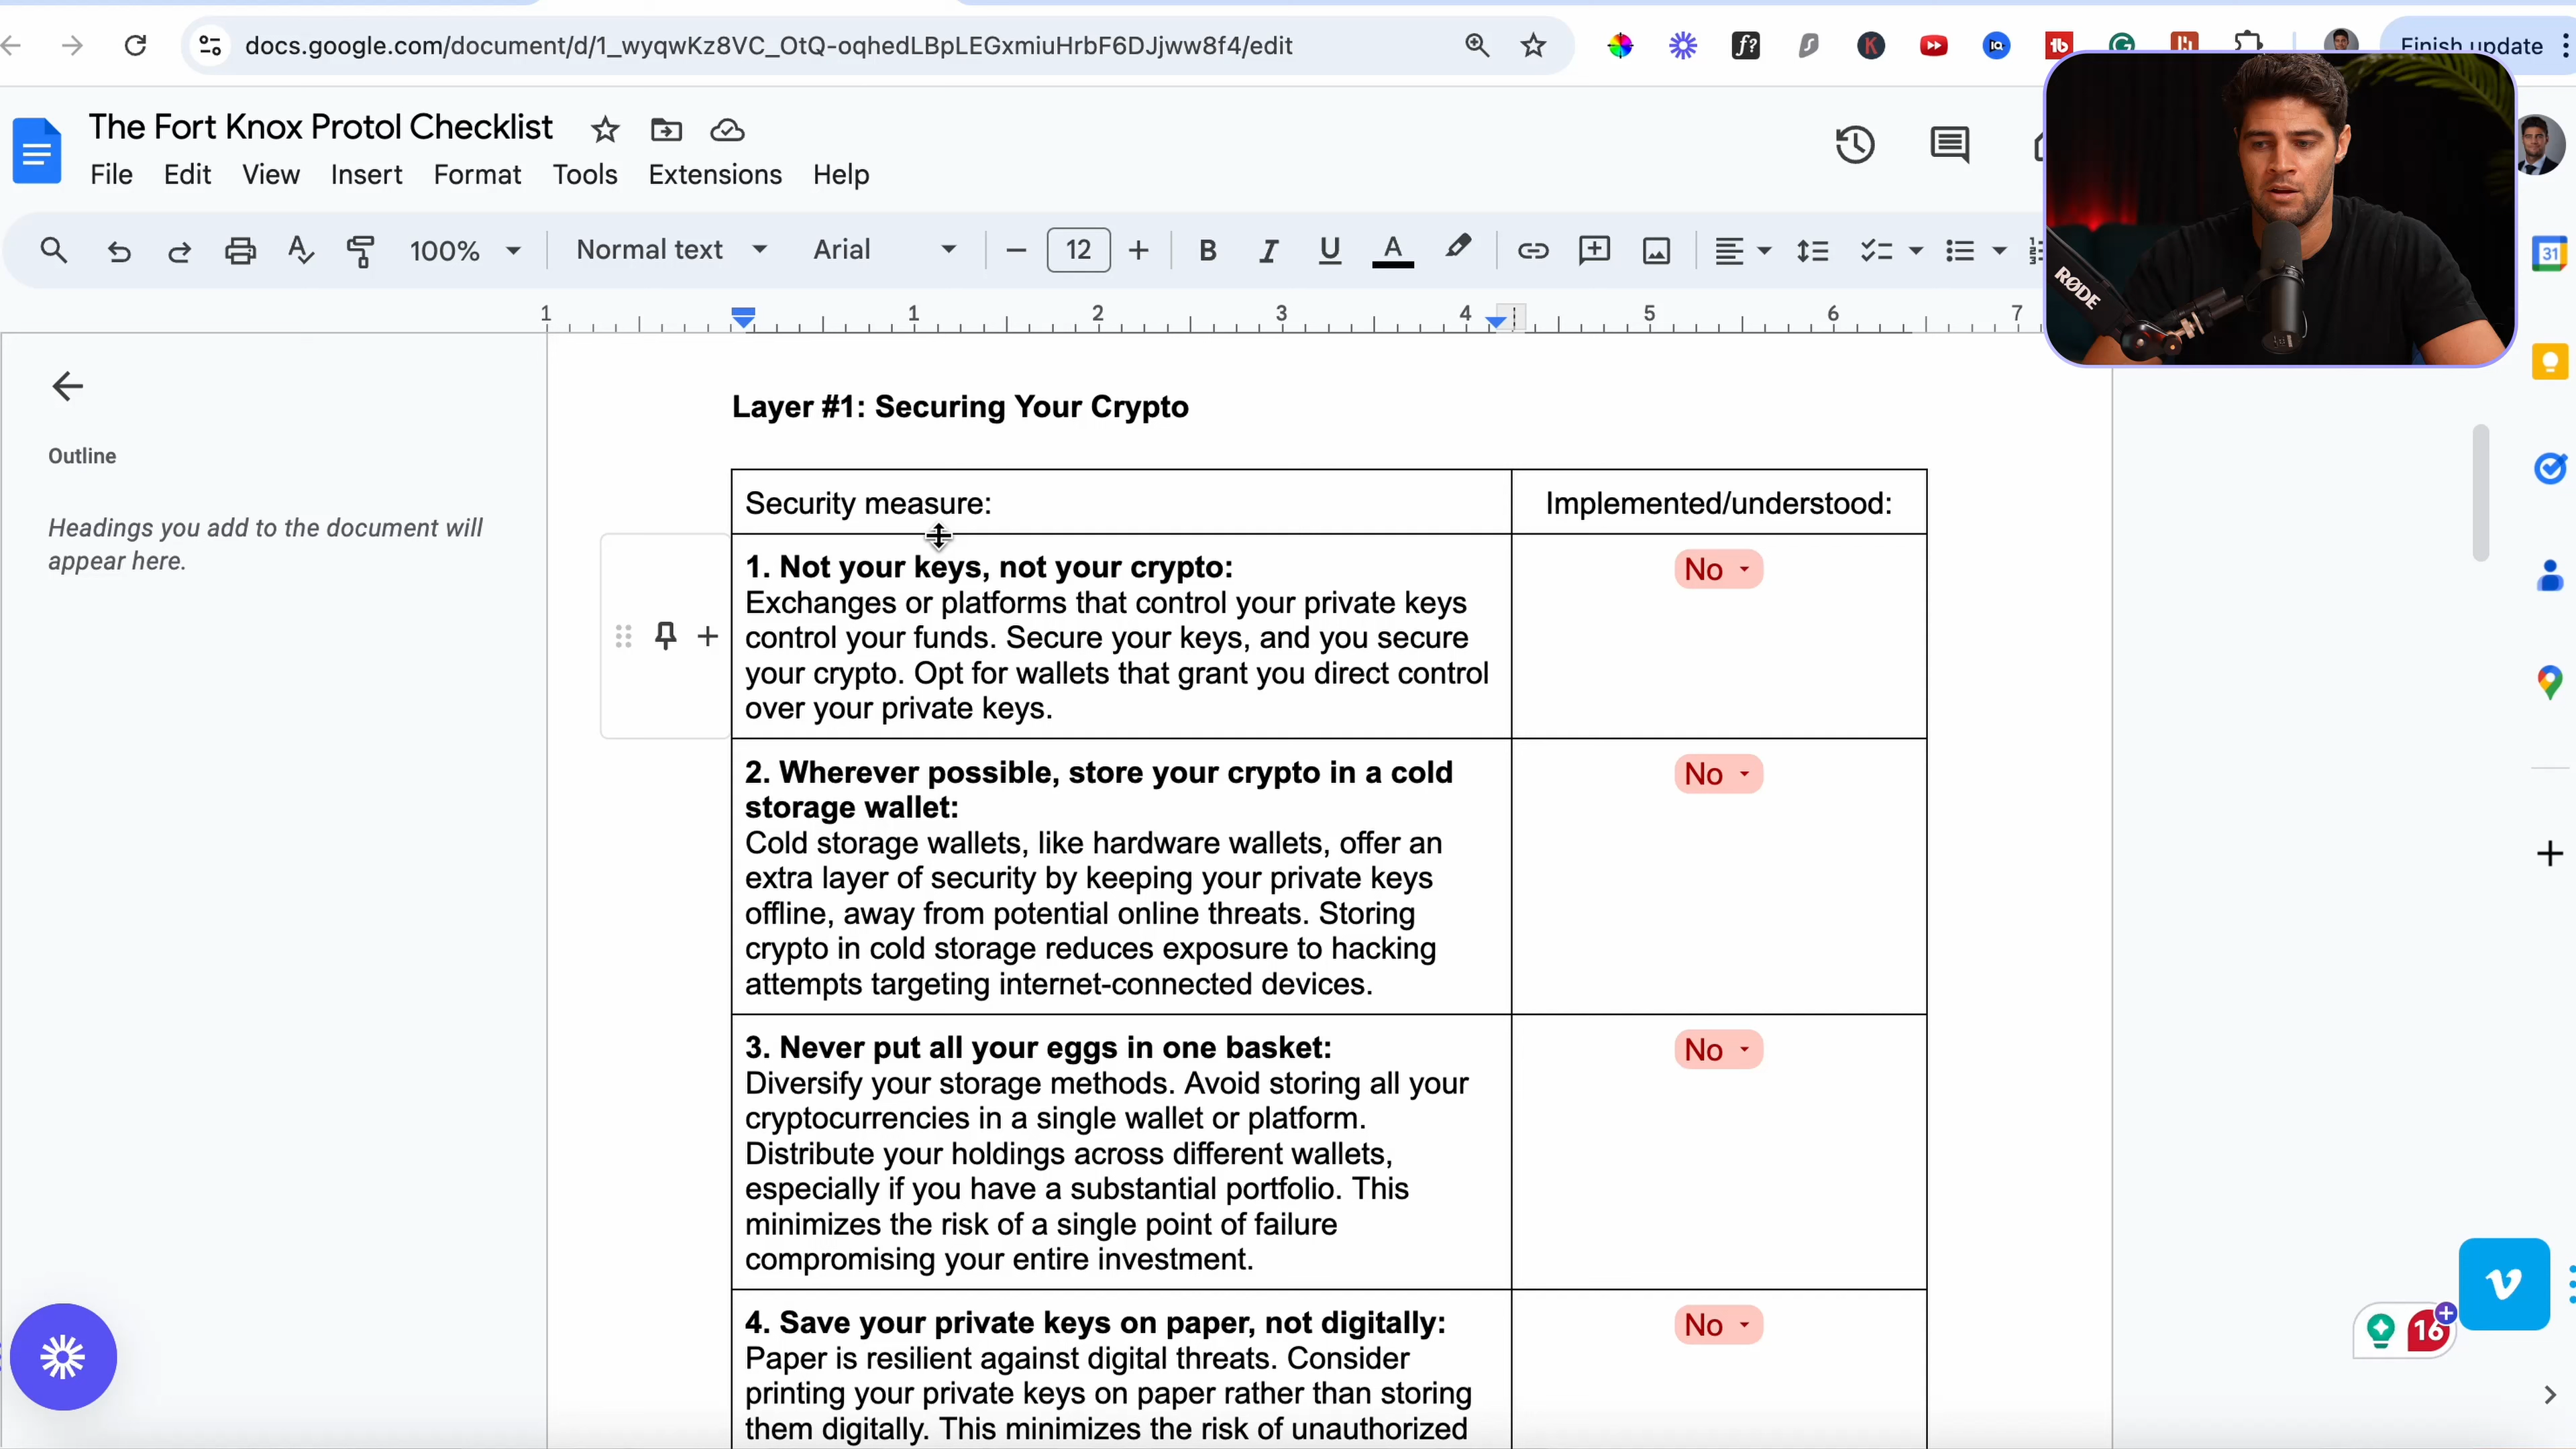 docs.google.com/document/d/1_wyqwKz8VC_OtQ-oqhedLBpLEGxmiuHrbF6DJjww8f4/edit
Finish update
The Fort Knox Protol Checklist
File Edit View Insert Format Tools Extensions Help
100% Normal text Arial 12
1 1 2 3 4 5 6 7
RØDE
31
Outline
Headings you add to the document will
appear here.
Layer #1: Securing Your Crypto
Security measure: Implemented/understood:
1. Not your keys, not your crypto: No
Exchanges or platforms that control your private keys
control your funds. Secure your keys, and you secure
your crypto. Opt for wallets that grant you direct control
over your private keys.
2. Wherever possible, store your crypto in a cold No
storage wallet:
Cold storage wallets, like hardware wallets, offer an
extra layer of security by keeping your private keys
offline, away from potential online threats. Storing
crypto in cold storage reduces exposure to hacking
attempts targeting internet-connected devices.
3. Never put all your eggs in one basket: No
Diversify your storage methods. Avoid storing all your
cryptocurrencies in a single wallet or platform.
Distribute your holdings across different wallets,
especially if you have a substantial portfolio. This
minimizes the risk of a single point of failure
compromising your entire investment.
4. Save your private keys on paper, not digitally: No
Paper is resilient against digital threats. Consider
printing your private keys on paper rather than storing
them digitally. This minimizes the risk of unauthorized
16